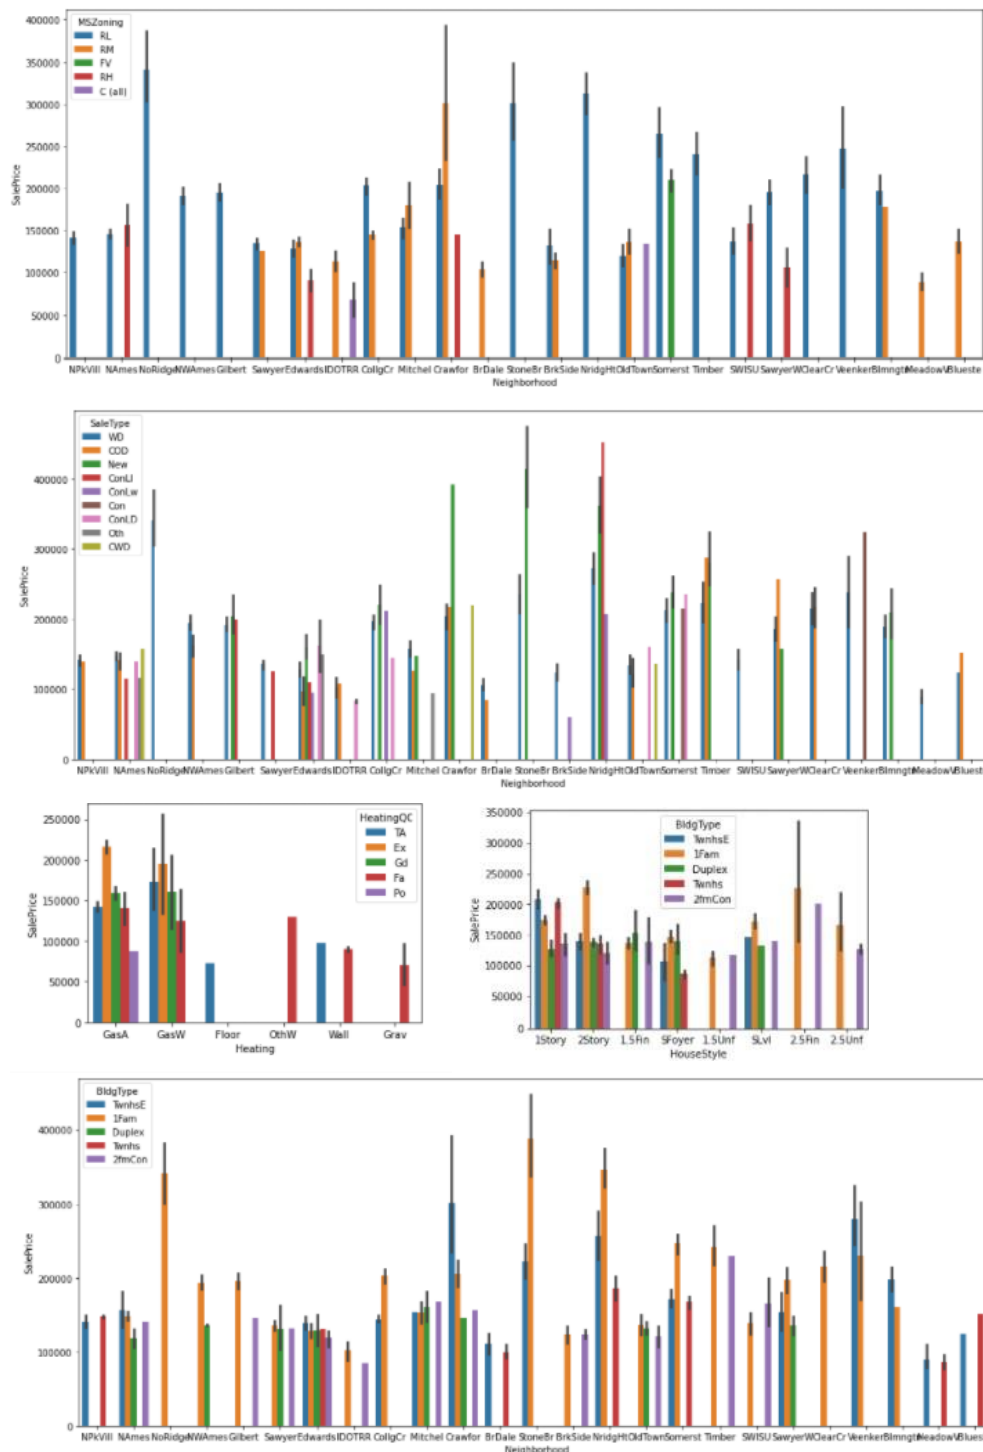 MSZoning
RL
RM
FV
RH
C (all)
400000
350000
300000
250000
200000
150000
100000
50000
0
SalePrice
NPkVill NAmes NoRidge NWAmes Gilbert Sawyer Edwards IDOTRR CollgCr Mitchel Crawfor BrDale StoneBr BrkSide NridgHt OldTown Somerst Timber SWISU SawyerW ClearCr Veenker Blmngtn MeadowV Blueste
Neighborhood
SaleType
WD
COD
New
ConLI
ConLw
Con
ConLD
Oth
CWD
400000
300000
200000
100000
0
SalePrice
NPkVill NAmes NoRidge NWAmes Gilbert Sawyer Edwards IDOTRR CollgCr Mitchel Crawfor BrDale StoneBr BrkSide NridgHt OldTown Somerst Timber SWISU SawyerW ClearCr Veenker Blmngtn MeadowV Blueste
Neighborhood
HeatingQC
TA
Ex
Gd
Fa
Po
250000
200000
150000
100000
50000
0
SalePrice
GasA GasW Floor OthW Wall Grav
Heating
BldgType
TwnhsE
1Fam
Duplex
Twnhs
2fmCon
350000
300000
250000
200000
150000
100000
50000
0
SalePrice
1Story 2Story 1.5Fin SFoyer 1.5Unf SLvl 2.5Fin 2.5Unf
HouseStyle
BldgType
TwnhsE
1Fam
Duplex
Twnhs
2fmCon
400000
300000
200000
100000
0
SalePrice
NPkVill NAmes NoRidge NWAmes Gilbert Sawyer Edwards IDOTRR CollgCr Mitchel Crawfor BrDale StoneBr BrkSide NridgHt OldTown Somerst Timber SWISU SawyerW ClearCr Veenker Blmngtn MeadowV Blueste
Neighborhood